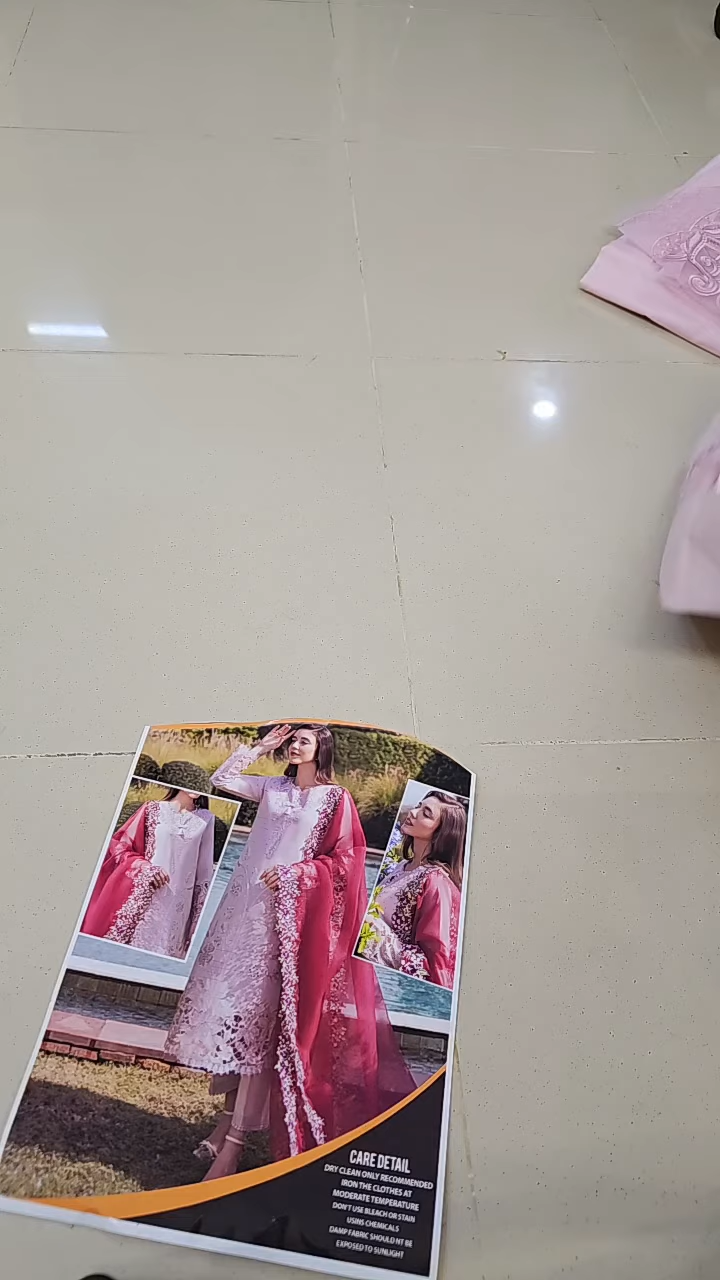 CARE DETAIL
DRY CLEAN ONLY RECOMMENDED
IRON THE CLOTHES AT
MODERATE TEMPERATURE
DON'T USE BLEACH OR STAIN
USINS CHEMICALS
DAMP FABRIC SHOULD NT BE
EXPOSED TO SUNLIGHT